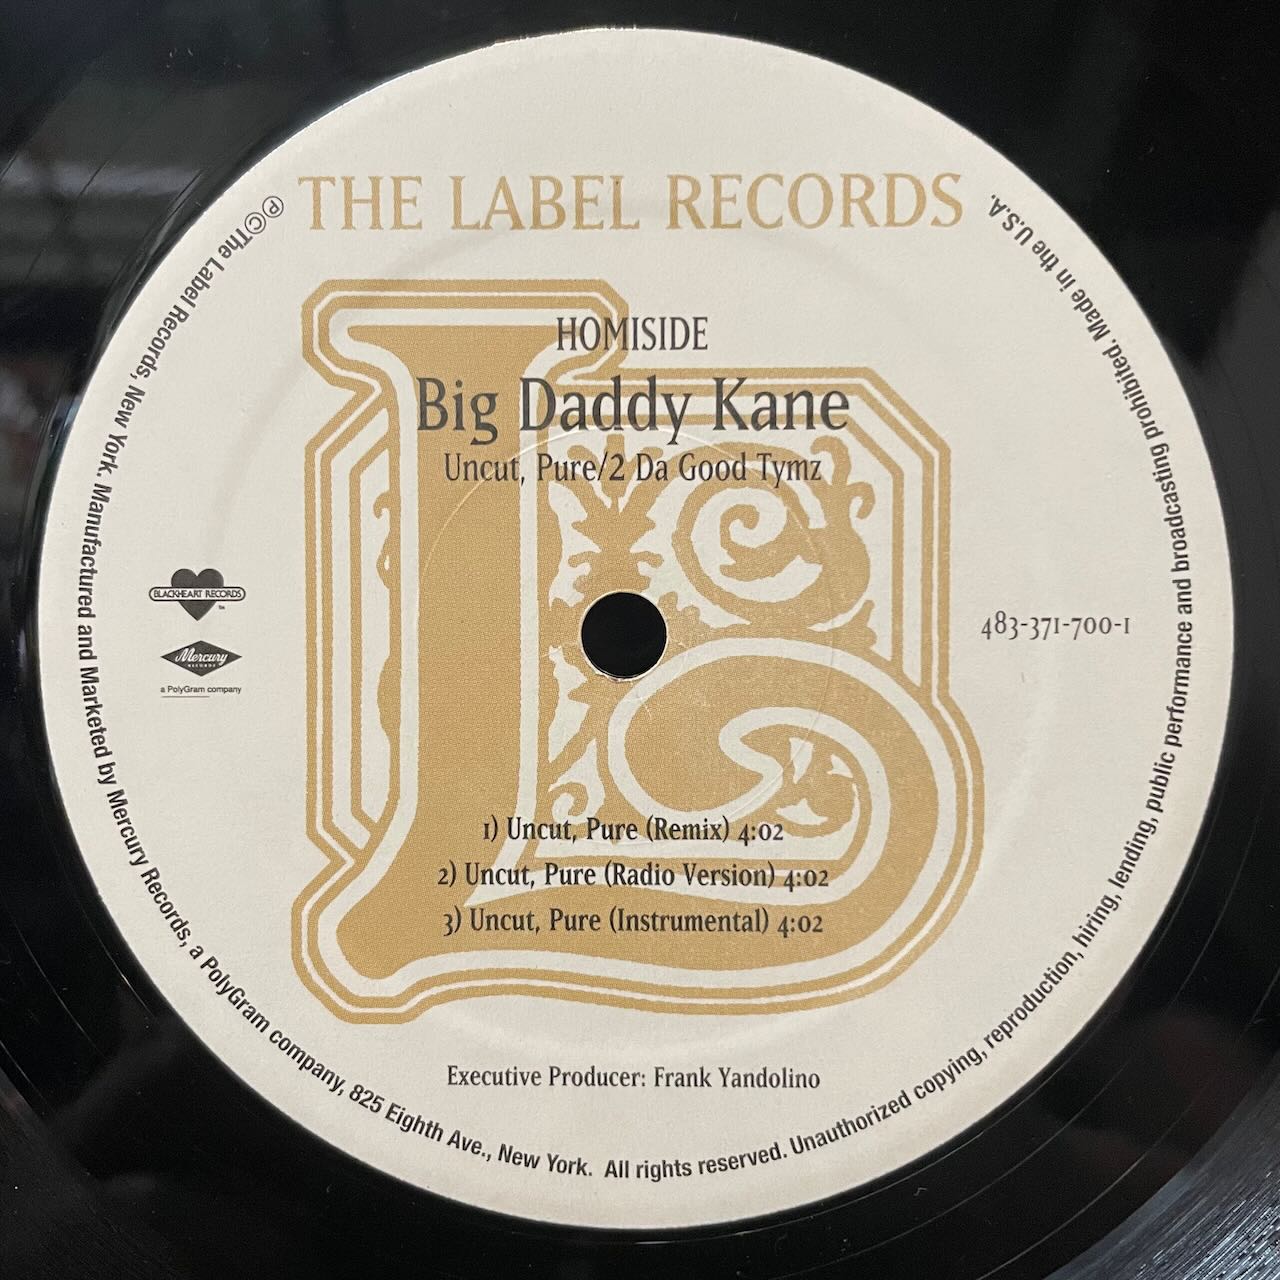 THE LABEL RECORDS
HOMISIDE
Big Daddy Kane
Uncut, Pure/2 Da Good Tymz
BLACKHEART RECORDS
TM
Mercury
RECORDS
a PolyGram company
483-371-700-1
1) Uncut, Pure (Remix) 4:02
2) Uncut, Pure (Radio Version) 4:02
3) Uncut, Pure (Instrumental) 4:02
Executive Producer: Frank Yandolino
℗©The Label Records, New York. Manufactured and Marketed by Mercury Records, a PolyGram company, 825 Eighth Ave., New York. All rights reserved. Unauthorized copying, reproduction, hiring, lending, public performance and broadcasting prohibited. Made in the U.S.A.